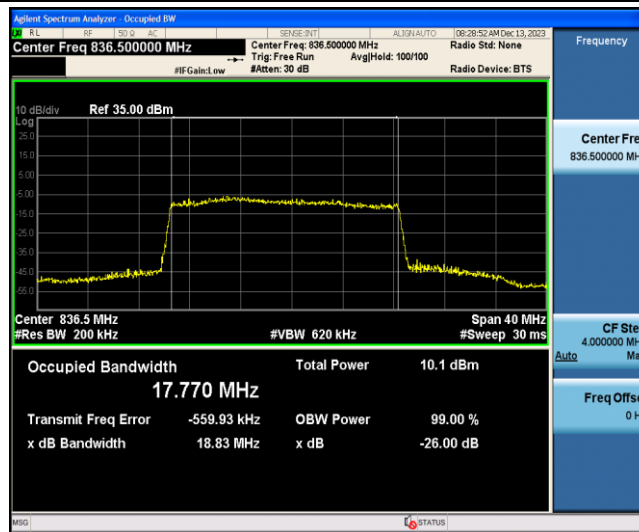 Agilent Spectrum Analyzer - Occupied BW
RL RF 50 Ω AC SENSE:INT ALIGNAUTO 08:28:52 AM Dec 13, 2023
Center Freq 836.500000 MHz
Center Freq: 836.500000 MHz
Radio Std: None
Trig: Free Run Avg|Hold: 100/100
#IFGain:Low
#Atten: 30 dB
Radio Device: BTS
10 dB/div Ref 35.00 dBm
Log
25.0
15.0
5.00
-5.00
-15.0
-25.0
-35.0
-45.0
-55.0
Center 836.5 MHz Span 40 MHz
#Res BW 200 kHz #VBW 620 kHz #Sweep 30 ms
Occupied Bandwidth Total Power 10.1 dBm
17.770 MHz
Transmit Freq Error -559.93 kHz OBW Power 99.00 %
x dB Bandwidth 18.83 MHz x dB -26.00 dB
MSG STATUS
Frequency
Center Fre
836.500000 MH
CF Ste
4.000000 MH
Auto Ma
Freq Offse
0 H